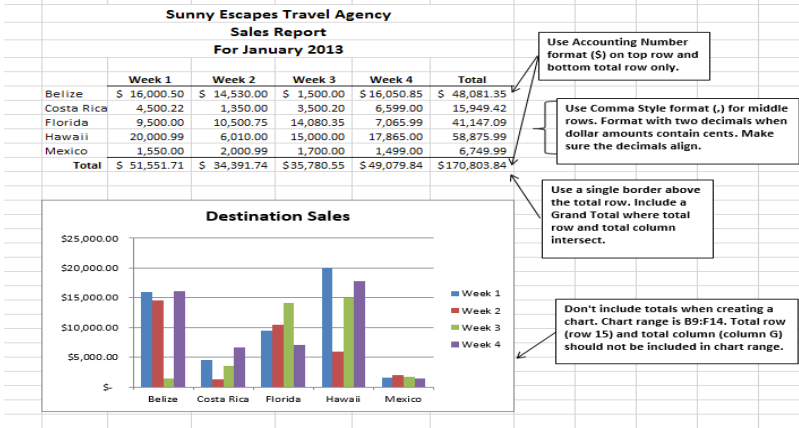 Sunny Escapes Travel Agency
Sales Report
For January 2013
Week 1 Week 2 Week 3 Week 4 Total
Belize $ 16,000.50 $ 14,530.00 $ 1,500.00 $16,050.85 $ 48,081.35
Costa Rica 4,500.22 1,350.00 3,500.20 6,599.00 15,949.42
Florida 9,500.00 10,500.75 14,080.35 7,065.99 41,147.09
Hawaii 20,000.99 6,010.00 15,000.00 17,865.00 58,875.99
Mexico 1,550.00 2,000.99 1,700.00 1,499.00 6,749.99
Total $ 51,551.71 $ 34,391.74 $35,780.55 $49,079.84 $170,803.84
Use Accounting Number
format ($) on top row and
bottom total row only.
Use Comma Style format (,) for middle
rows. Format with two decimals when
dollar amounts contain cents. Make
sure the decimals align.
Use a single border above
the total row. Include a
Grand Total where total
row and total column
intersect.
Destination Sales
$25,000.00
$20,000.00
$15,000.00
$10,000.00
$5,000.00
$-
Belize Costa Rica Florida Hawaii Mexico
Week 1
Week 2
Week 3
Week 4
Don't include totals when creating a
chart. Chart range is B9:F14. Total row
(row 15) and total column (column G)
should not be included in chart range.